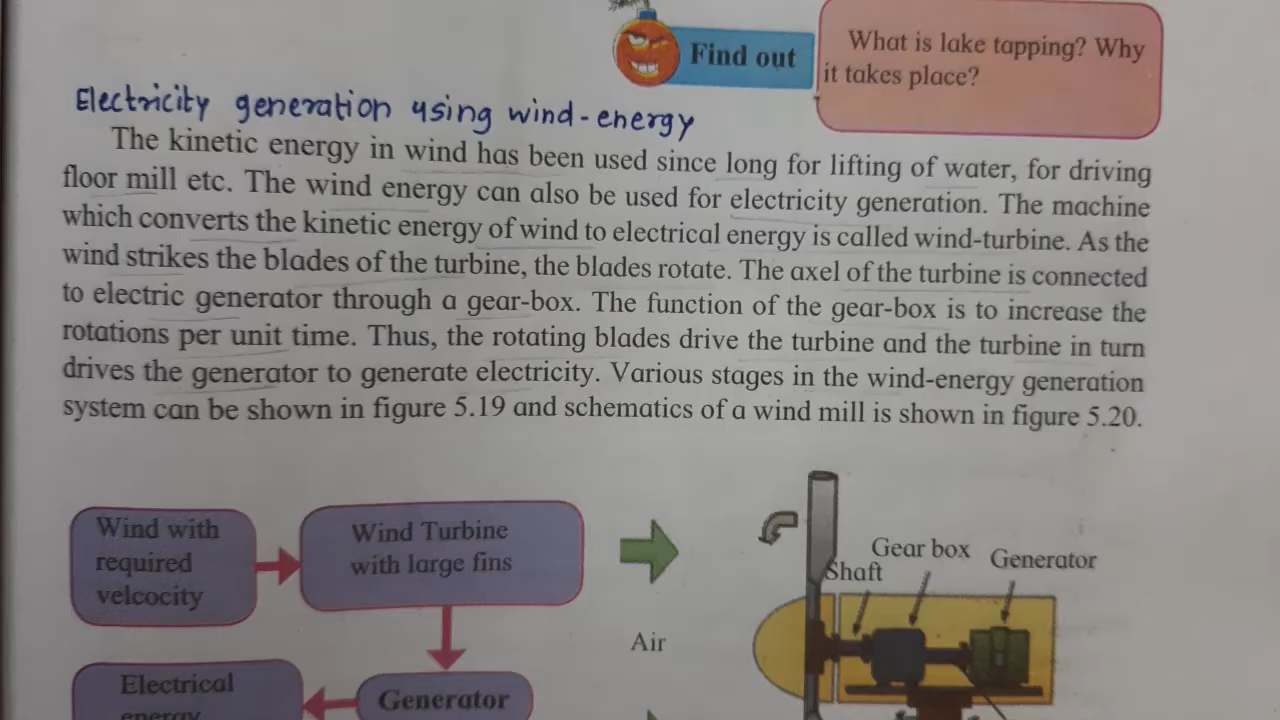 Find out
What is lake tapping? Why
it takes place?
Electricity generation using wind-energy
The kinetic energy in wind has been used since long for lifting of water, for driving
floor mill etc. The wind energy can also be used for electricity generation. The machine
which converts the kinetic energy of wind to electrical energy is called wind-turbine. As the
wind strikes the blades of the turbine, the blades rotate. The axel of the turbine is connected
to electric generator through a gear-box. The function of the gear-box is to increase the
rotations per unit time. Thus, the rotating blades drive the turbine and the turbine in turn
drives the generator to generate electricity. Various stages in the wind-energy generation
system can be shown in figure 5.19 and schematics of a wind mill is shown in figure 5.20.
Wind with
required
velcocity
Wind Turbine
with large fins
Generator
Electrical
energy
Air
Shaft
Gear box
Generator